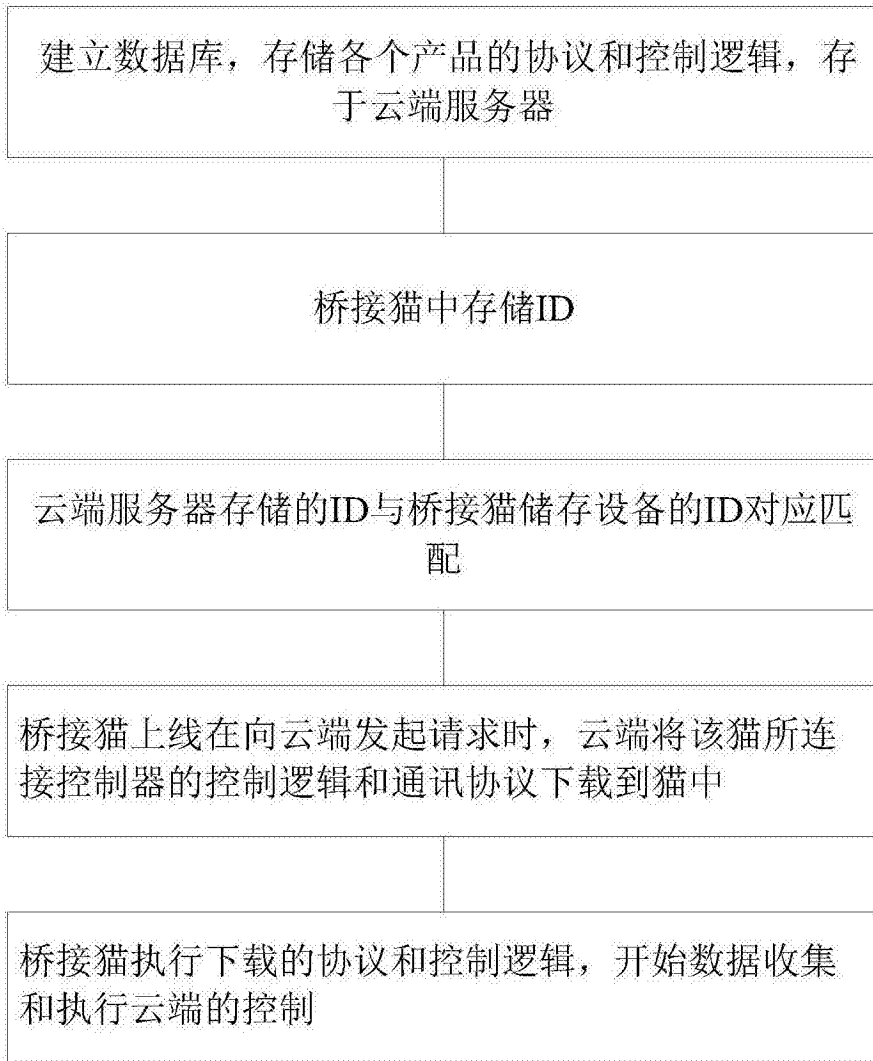 建立数据库，存储各个产品的协议和控制逻辑，存
于云端服务器
桥接猫中存储ID
云端服务器存储的ID与桥接猫储存设备的ID对应匹
配
桥接猫上线在向云端发起请求时，云端将该猫所连
接控制器的控制逻辑和通讯协议下载到猫中
桥接猫执行下载的协议和控制逻辑，开始数据收集
和执行云端的控制